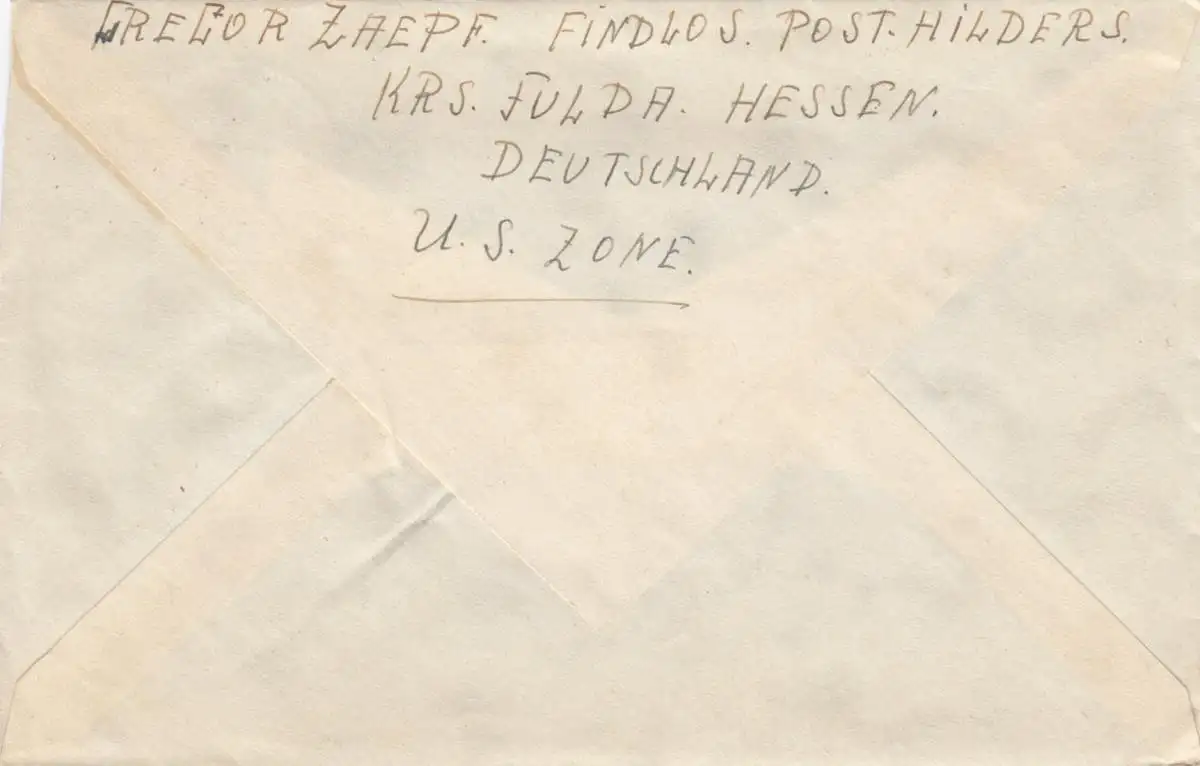 GREGOR ZAEPF. FINDLOS. POST. HILDERS.
KRS. FULDA. HESSEN.
DEUTSCHLAND.
U. S. ZONE.